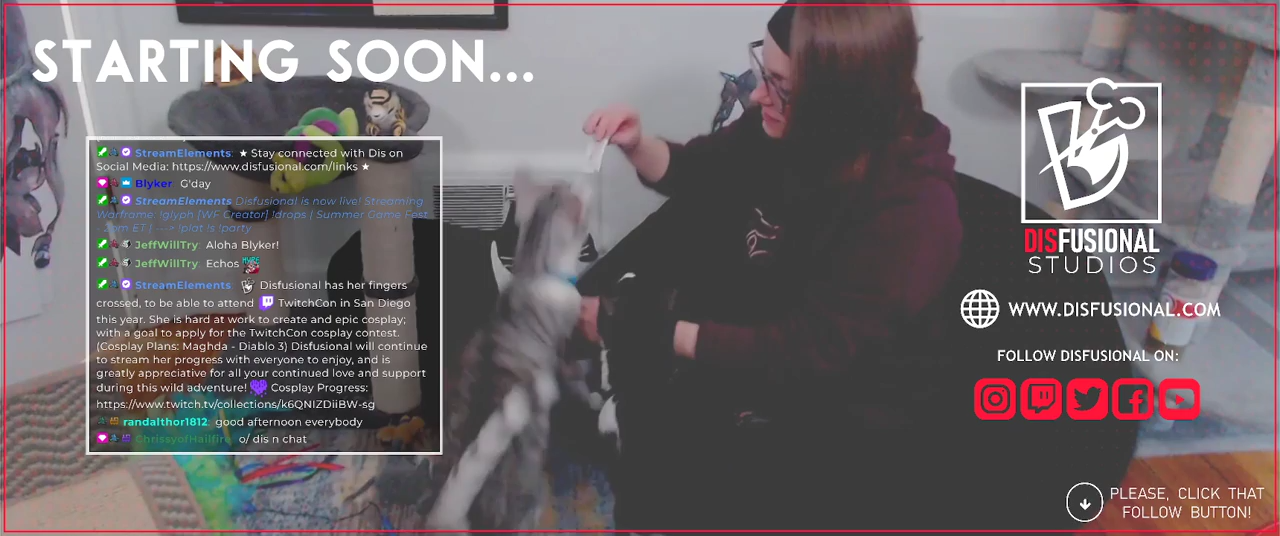 STARTING SOON...
StreamElements: ★ Stay connected with Dis on
Social Media: https://www.disfusional.com/links ★
Blyker G'day
StreamElements Disfusional is now live! Streaming
Warframe: !glyph [WF Creator] !drops | Summer Game Fest
- 2pm ET | ---> !plot !s !party
JeffWillTry: Aloha Blyker!
JeffWillTry: Echos
StreamElements: Disfusional has her fingers
crossed, to be able to attend TwitchCon in San Diego
this year. She is hard at work to create and epic cosplay;
with a goal to apply for the TwitchCon cosplay contest.
(Cosplay Plans: Maghda - Diablo 3) Disfusional will continue
to stream her progress with everyone to enjoy, and is
greatly appreciative for all your continued love and support
during this wild adventure! Cosplay Progress:
https://www.twitch.tv/collections/k6QNIZDiiBW-sg
randalthor1812: good afternoon everybody
ChrissyofHailfire o/ dis n chat
DISFUSIONAL
STUDIOS
WWW.DISFUSIONAL.COM
FOLLOW DISFUSIONAL ON:
PLEASE, CLICK THAT
FOLLOW BUTTON!